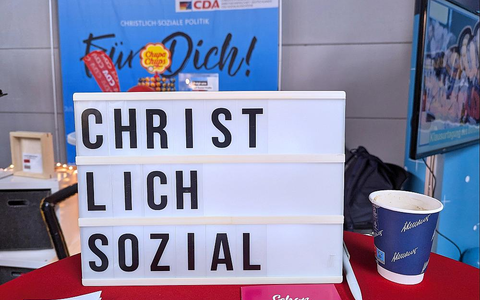 CDA
CHRISTLICH SOZIALE POLITIK
Für Dich!
Chupa Chups
CHRIST
LICH
SOZIAL